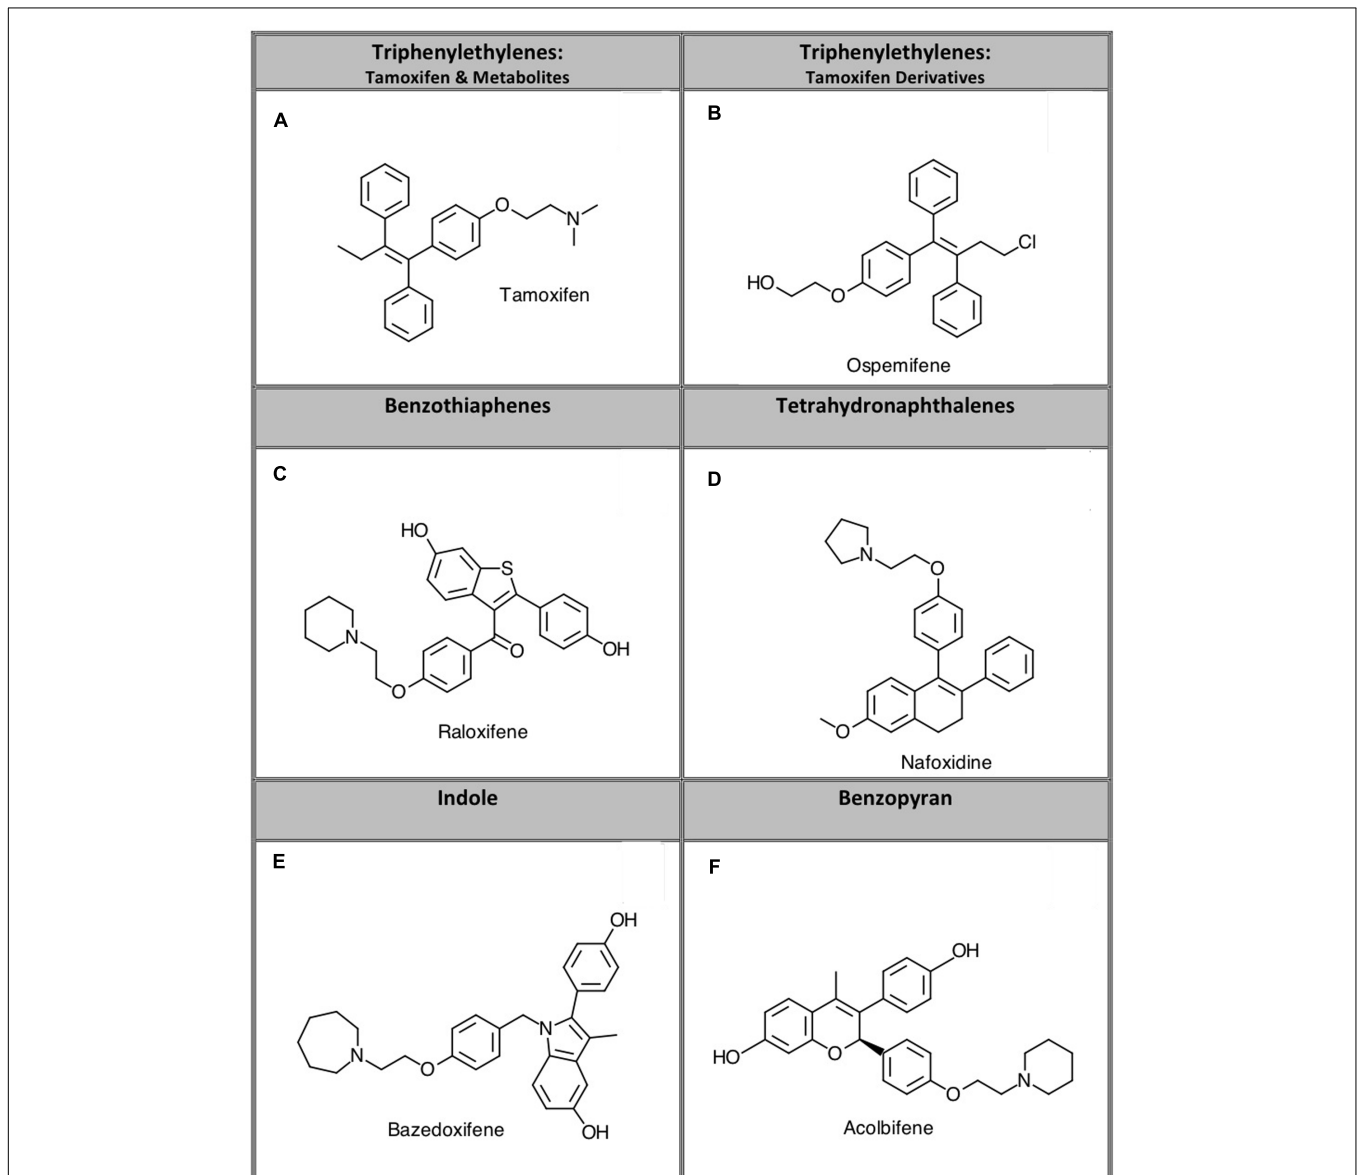 Triphenylethylenes:
Tamoxifen & Metabolites
Triphenylethylenes:
Tamoxifen Derivatives
A
O
N
Tamoxifen
B
Cl
HO
O
Ospemifene
Benzothiaphenes
Tetrahydronaphthalenes
C
HO
S
N
O
OH
O
Raloxifene
D
N
O
O
Nafoxidine
Indole
Benzopyran
E
OH
N
N
O
OH
Bazedoxifene
F
OH
HO
O
N
O
Acolbifene